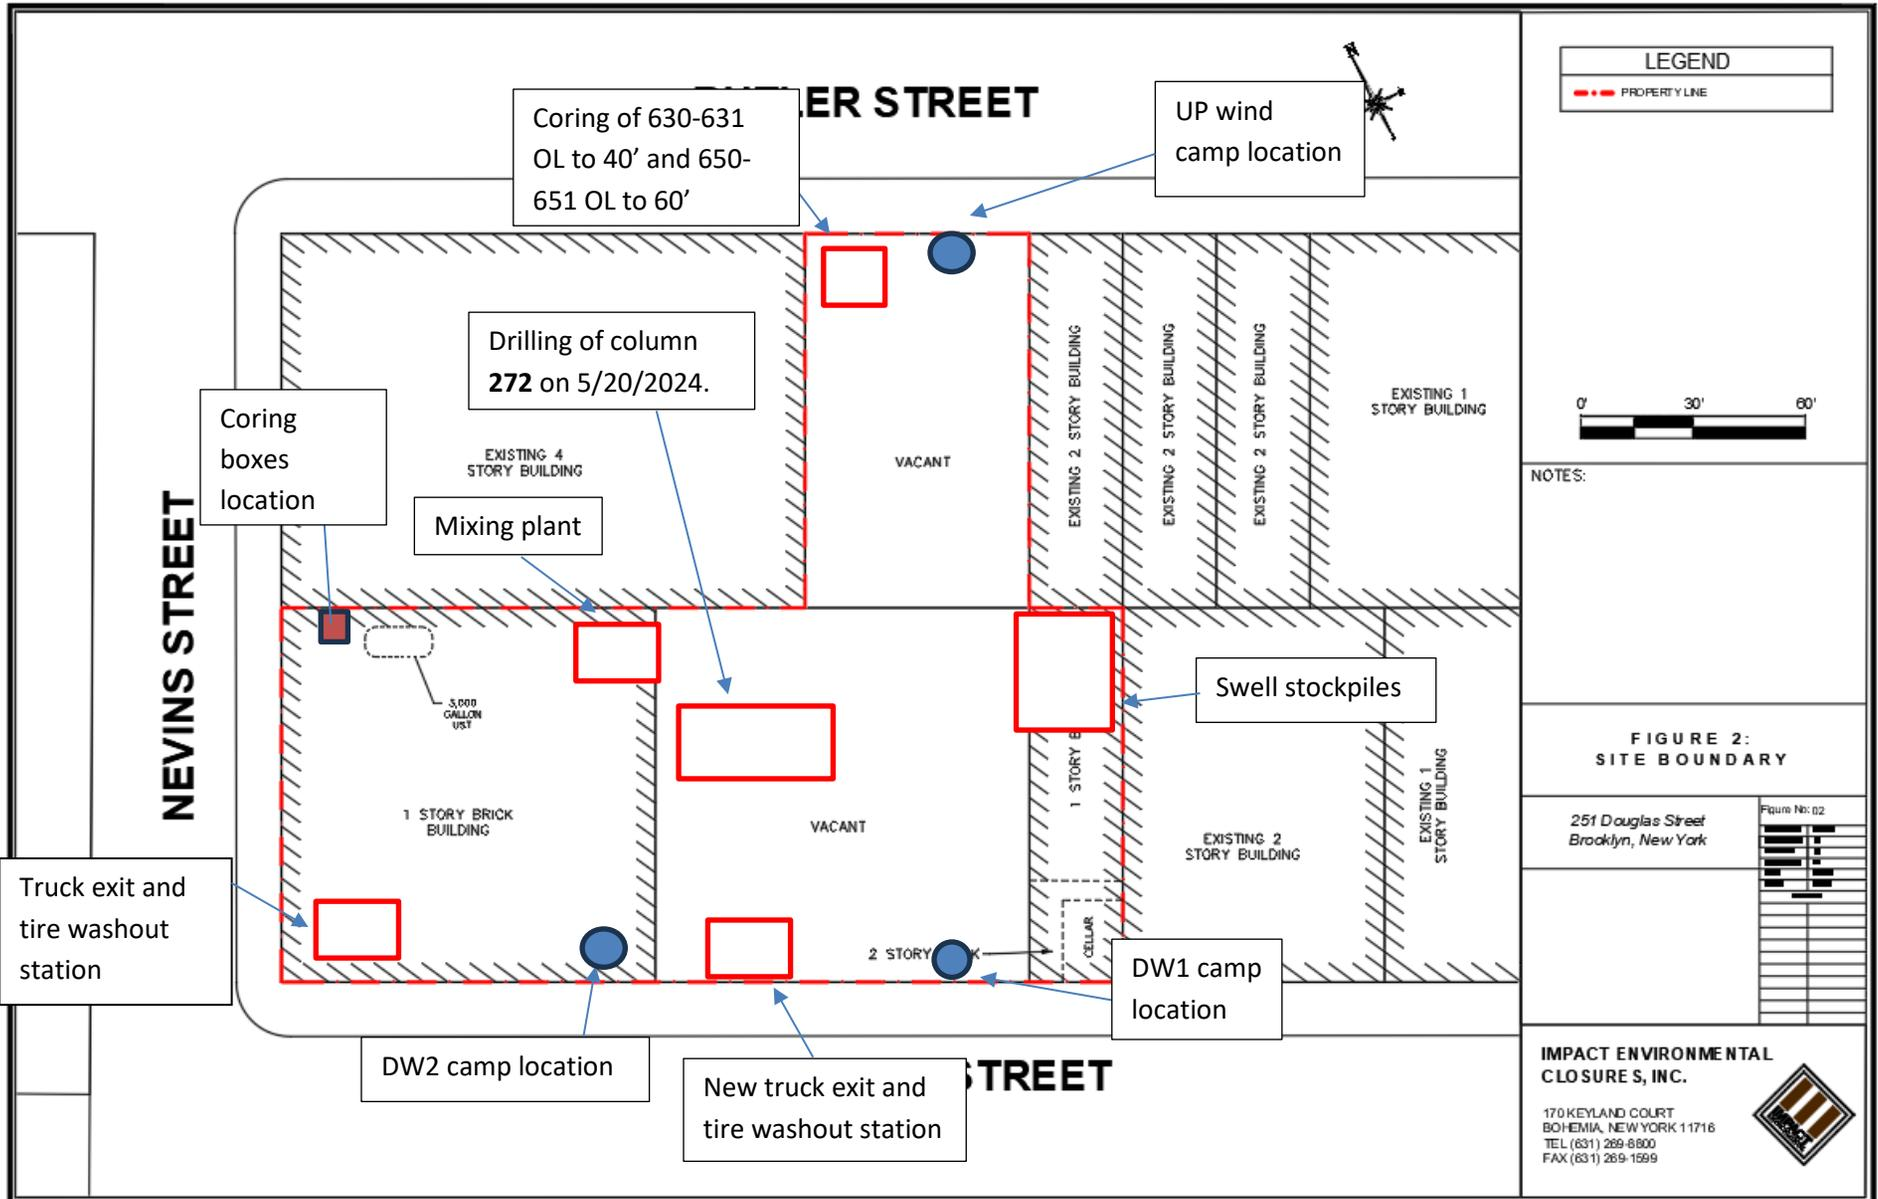 LER STREET
Coring of 630-631
OL to 40’ and 650-
651 OL to 60’
UP wind
camp location
N
LEGEND
PROPERTY LINE
Drilling of column
272 on 5/20/2024.
Coring
boxes
location
Mixing plant
EXISTING 4
STORY BUILDING
VACANT
EXISTING 2 STORY BUILDING
EXISTING 2 STORY BUILDING
EXISTING 2 STORY BUILDING
EXISTING 1
STORY BUILDING
0' 30' 60'
NOTES:
NEVINS STREET
3,000
GALLON
UST
Swell stockpiles
1 STORY B
1 STORY BRICK
BUILDING
VACANT
EXISTING 2
STORY BUILDING
EXISTING 1
STORY BUILDING
FIGURE 2:
SITE BOUNDARY
251 Douglas Street
Brooklyn, New York
Figure No: 02
Truck exit and
tire washout
station
2 STORY K
CELLAR
DW1 camp
location
DW2 camp location
New truck exit and
tire washout station
STREET
IMPACT ENVIRONMENTAL
CLOSURES, INC.
170 KEYLAND COURT
BOHEMIA, NEW YORK 11716
TEL (631) 269-8800
FAX (631) 269-1599
IMPACT